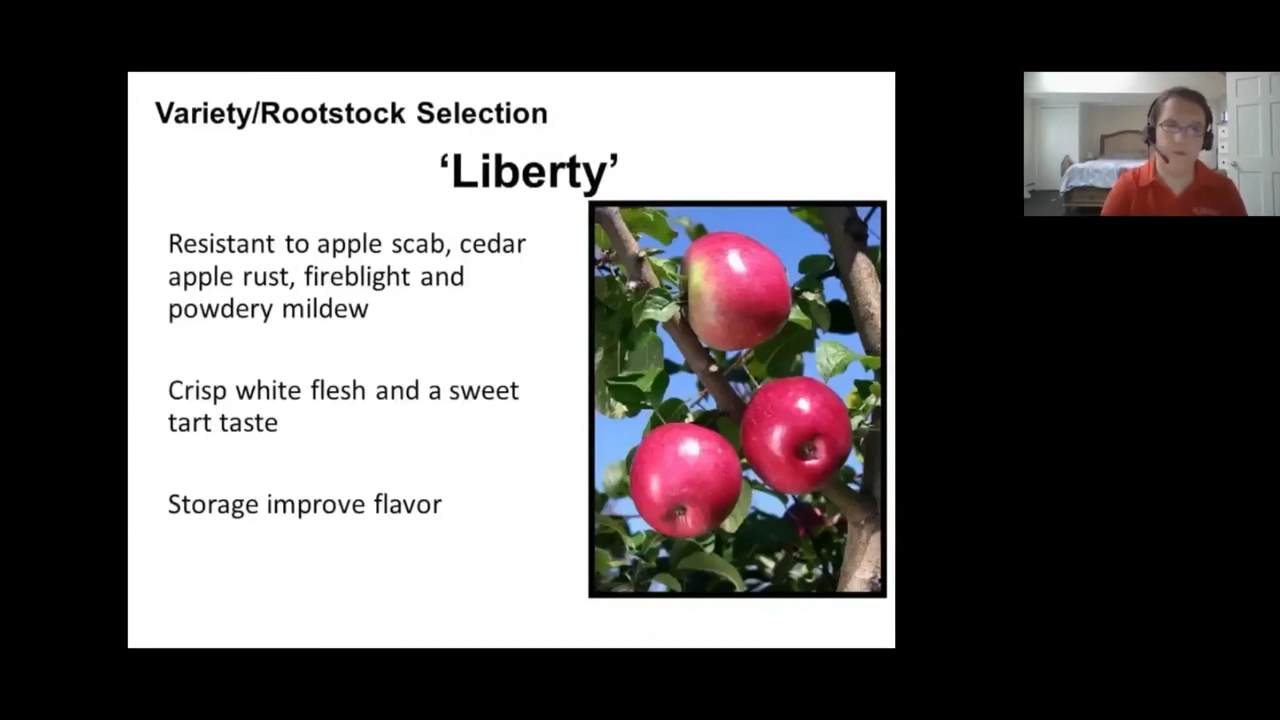 Variety/Rootstock Selection
‘Liberty’
Resistant to apple scab, cedar
apple rust, fireblight and
powdery mildew
Crisp white flesh and a sweet
tart taste
Storage improve flavor